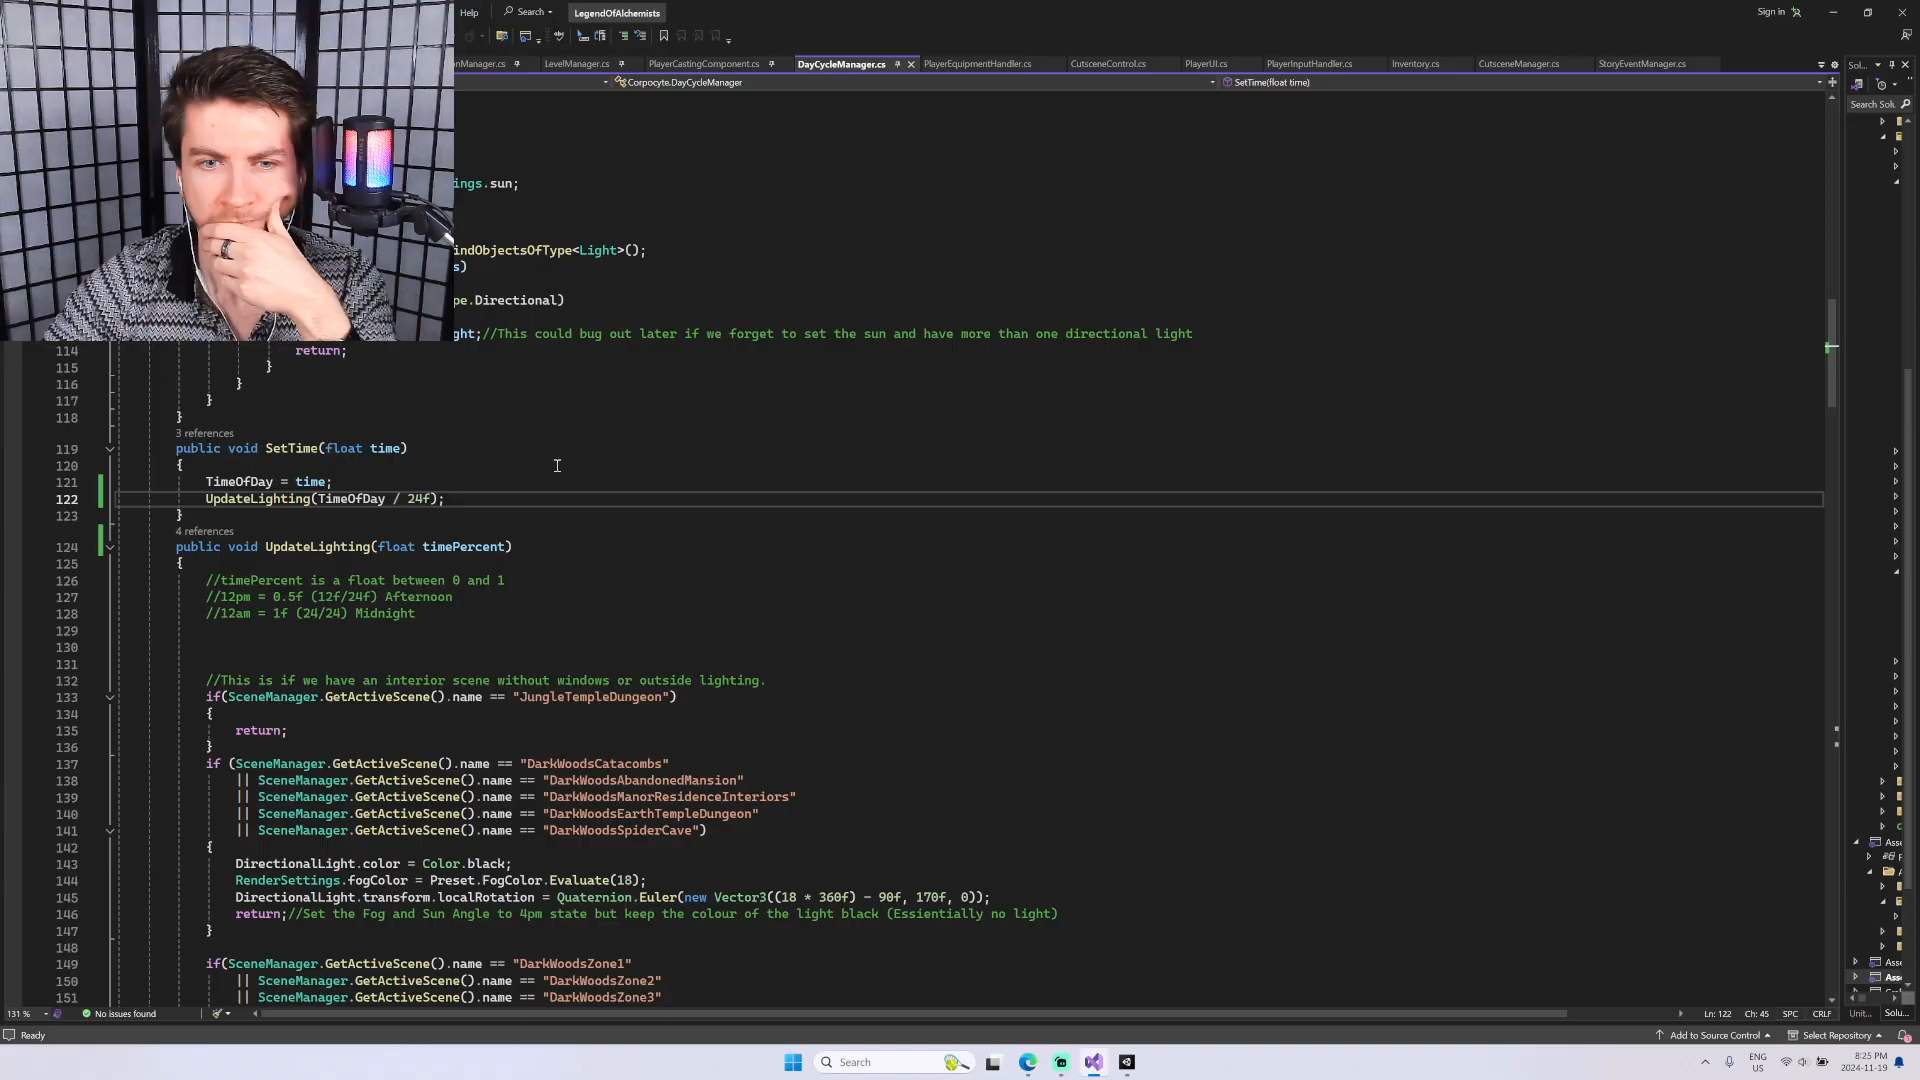 Help
Search
LegendOfAlchemists
Sign in
onManager.cs
LevelManager.cs
PlayerCastingComponent.cs
DayCycleManager.cs
PlayerEquipmentHandler.cs
CutsceneControl.cs
PlayerUI.cs
PlayerInputHandler.cs
Inventory.cs
CutsceneManager.cs
StoryEventManager.cs
Sol...
Corpocyte.DayCycleManager
SetTime(float time)
Search Solu
ings.sun;
indObjectsOfType<Light>();
s)
pe.Directional)
ght;//This could bug out later if we forget to set the sun and have more than one directional light
114 return;
115 }
116 }
117 }
118 }
3 references
119 public void SetTime(float time)
120 {
121 TimeOfDay = time;
122 UpdateLighting(TimeOfDay / 24f);
123 }
4 references
124 public void UpdateLighting(float timePercent)
125 {
126 //timePercent is a float between 0 and 1
127 //12pm = 0.5f (12f/24f) Afternoon
128 //12am = 1f (24/24) Midnight
129
130
131
132 //This is if we have an interior scene without windows or outside lighting.
133 if(SceneManager.GetActiveScene().name == "JungleTempleDungeon")
134 {
135 return;
136 }
137 if (SceneManager.GetActiveScene().name == "DarkWoodsCatacombs"
138 || SceneManager.GetActiveScene().name == "DarkWoodsAbandonedMansion"
139 || SceneManager.GetActiveScene().name == "DarkWoodsManorResidenceInteriors"
140 || SceneManager.GetActiveScene().name == "DarkWoodsEarthTempleDungeon"
141 || SceneManager.GetActiveScene().name == "DarkWoodsSpiderCave")
142 {
143 DirectionalLight.color = Color.black;
144 RenderSettings.fogColor = Preset.FogColor.Evaluate(18);
145 DirectionalLight.transform.localRotation = Quaternion.Euler(new Vector3((18 * 360f) - 90f, 170f, 0));
146 return;//Set the Fog and Sun Angle to 4pm state but keep the colour of the light black (Essientially no light)
147 }
148
149 if(SceneManager.GetActiveScene().name == "DarkWoodsZone1"
150 || SceneManager.GetActiveScene().name == "DarkWoodsZone2"
151 || SceneManager.GetActiveScene().name == "DarkWoodsZone3"
Asse
Asse
Ass
131 %
No issues found
Ln: 122
Ch: 45
SPC
CRLF
Unit...
Solu...
Ready
Add to Source Control
Select Repository
Search
ENG
US
8:25 PM
2024-11-19